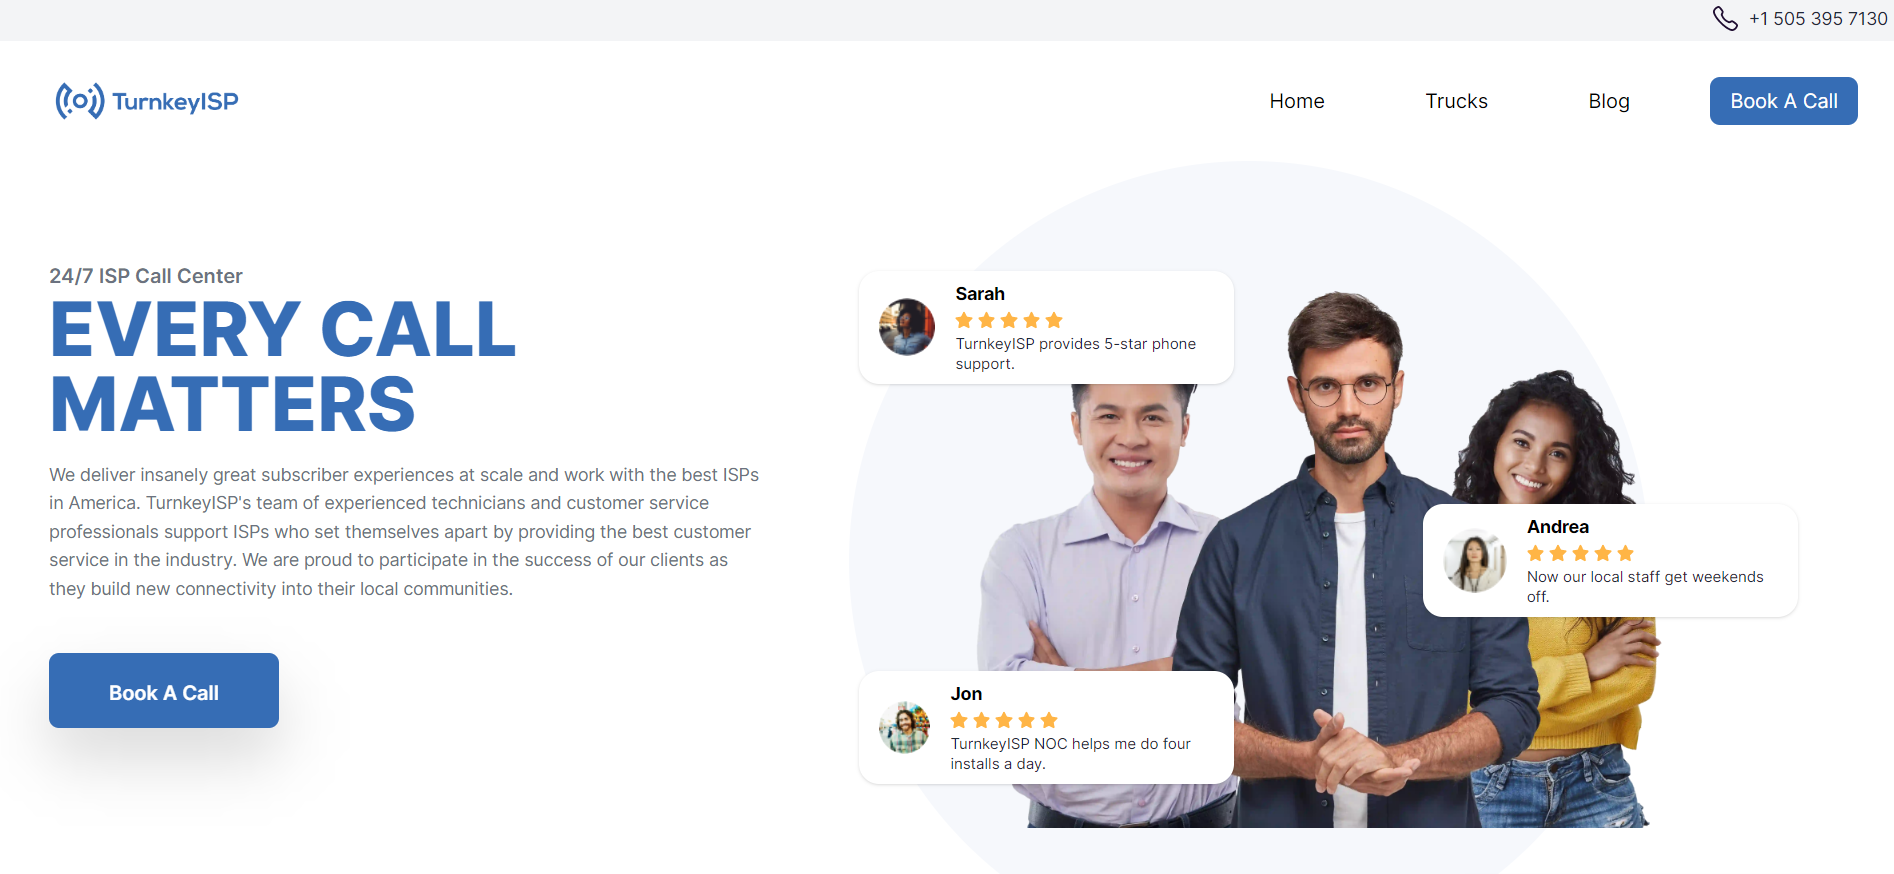 +1 505 395 7130
TurnkeyISP
Home
Trucks
Blog
Book A Call
24/7 ISP Call Center
EVERY CALL
MATTERS
We deliver insanely great subscriber experiences at scale and work with the best ISPs
in America. TurnkeyISP's team of experienced technicians and customer service
professionals support ISPs who set themselves apart by providing the best customer
service in the industry. We are proud to participate in the success of our clients as
they build new connectivity into their local communities.
Book A Call
Sarah
TurnkeyISP provides 5-star phone
support.
Andrea
Now our local staff get weekends
off.
Jon
TurnkeyISP NOC helps me do four
installs a day.